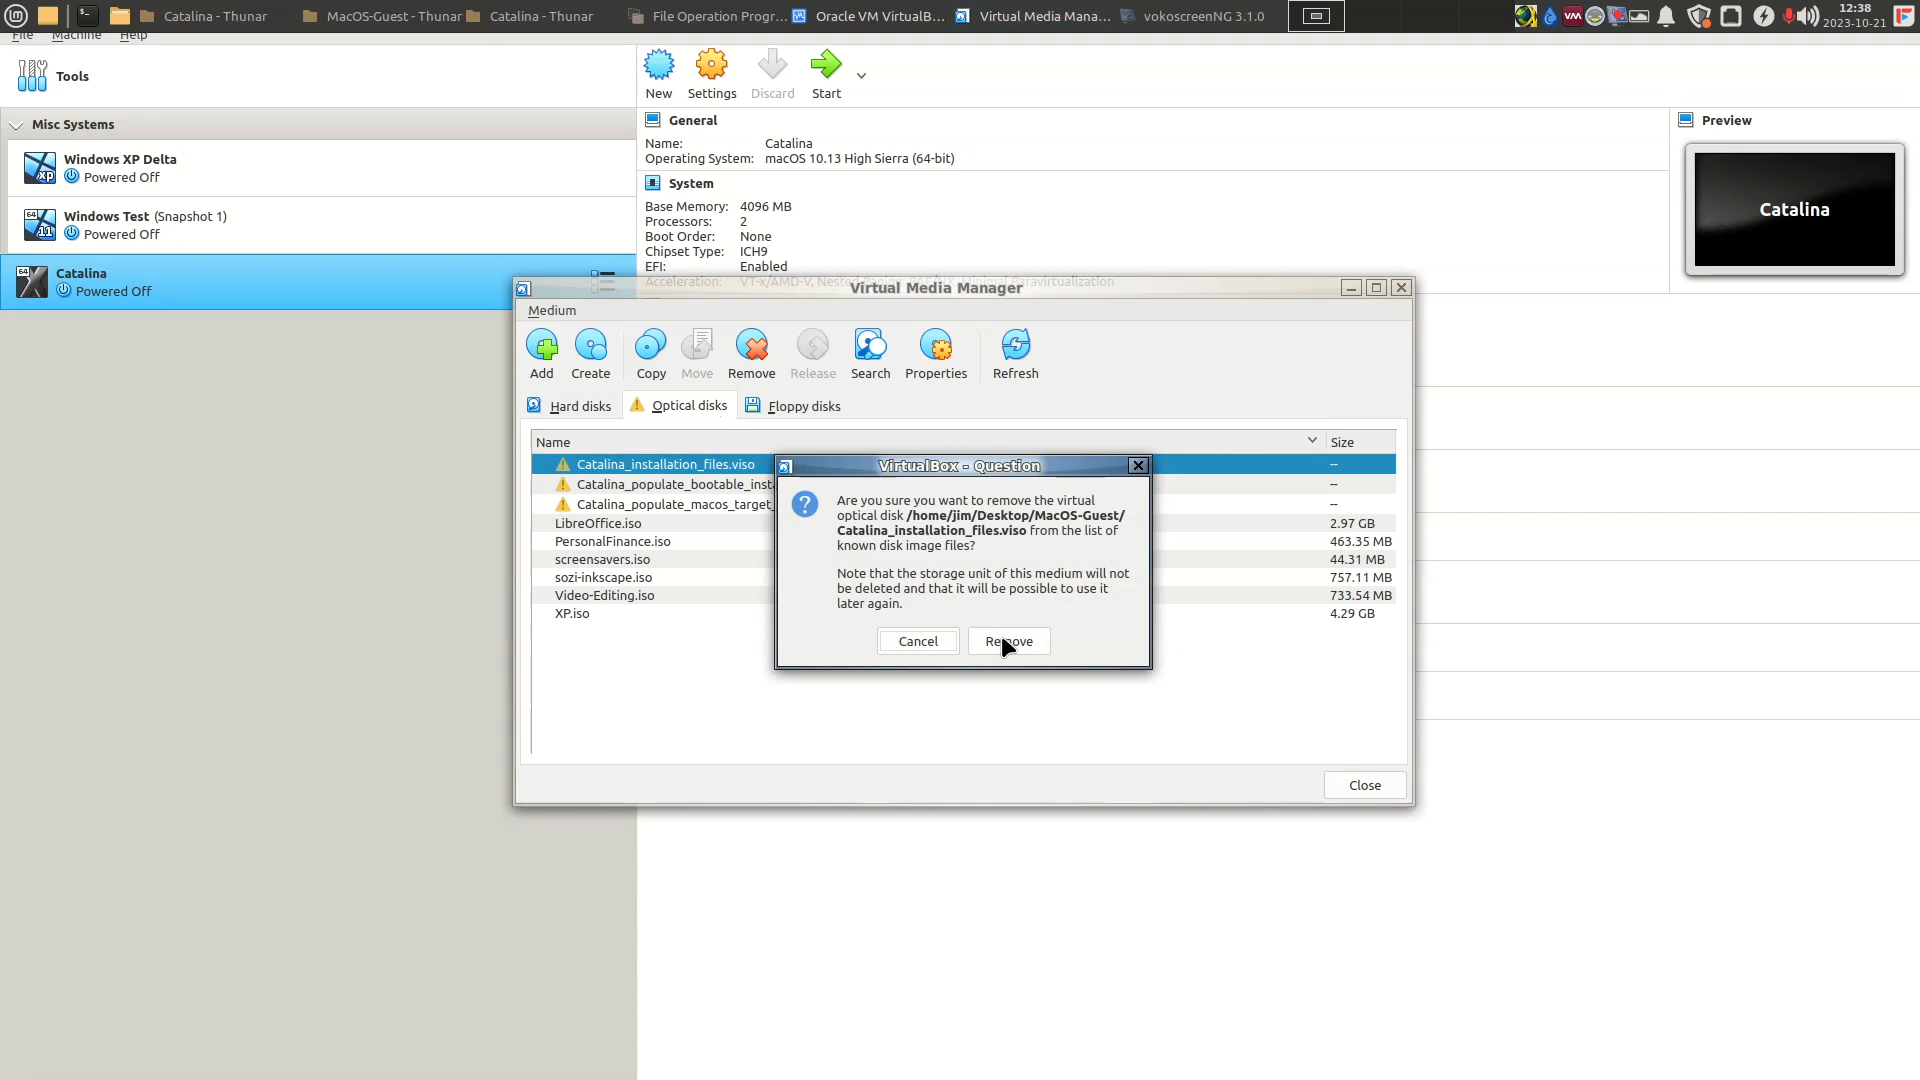 Catalina - Thunar
MacOS-Guest - Thunar
Catalina - Thunar
File Operation Progr...
Oracle VM VirtualB...
Virtual Media Mana...
vokoscreenNG 3.1.0
12:38
2023-10-21
File
Machine
Help
Tools
New
Settings
Discard
Start
Misc Systems
Windows XP Delta
Powered Off
Windows Test (Snapshot 1)
Powered Off
Catalina
Powered Off
General
Name: Catalina
Operating System: macOS 10.13 High Sierra (64-bit)
System
Base Memory: 4096 MB
Processors: 2
Boot Order: None
Chipset Type: ICH9
EFI: Enabled
Preview
Catalina
Virtual Media Manager
Medium
Add
Create
Copy
Move
Remove
Release
Search
Properties
Refresh
Hard disks
Optical disks
Floppy disks
Name Size
Catalina_installation_files.viso --
Catalina_populate_bootable_inst --
Catalina_populate_macos_target_ --
LibreOffice.iso 2.97 GB
PersonalFinance.iso 463.35 MB
screensavers.iso 44.31 MB
sozi-inkscape.iso 757.11 MB
Video-Editing.iso 733.54 MB
XP.iso 4.29 GB
VirtualBox - Question
Are you sure you want to remove the virtual
optical disk /home/jim/Desktop/MacOS-Guest/
Catalina_installation_files.viso from the list of
known disk image files?
Note that the storage unit of this medium will not
be deleted and that it will be possible to use it
later again.
Cancel
Remove
Close